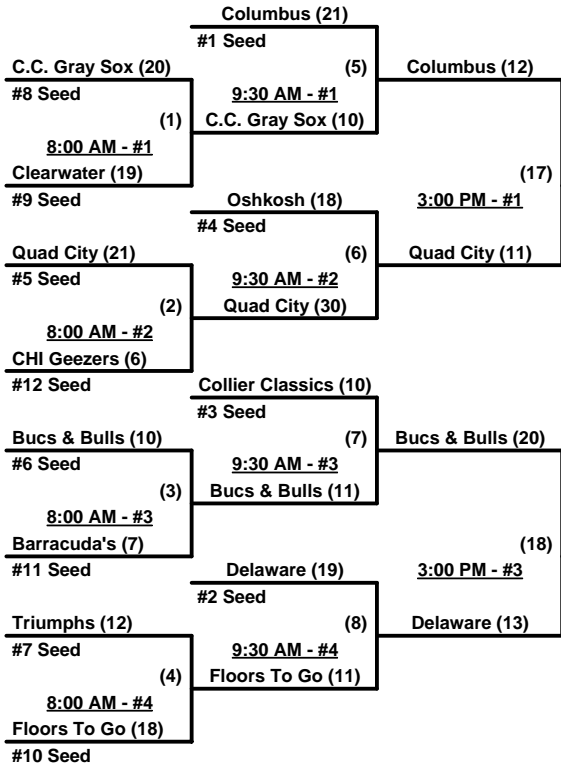 Columbus (21)
#1 Seed
C.C. Gray Sox (20)
(5)
Columbus (12)
#8 Seed
9:30 AM - #1
(1)
C.C. Gray Sox (10)
8:00 AM - #1
Clearwater (19)
(17)
#9 Seed
Oshkosh (18)
3:00 PM - #1
#4 Seed
Quad City (21)
(6)
Quad City (11)
#5 Seed
9:30 AM - #2
(2)
Quad City (30)
8:00 AM - #2
CHI Geezers (6)
#12 Seed
Collier Classics (10)
#3 Seed
Bucs & Bulls (10)
(7)
Bucs & Bulls (20)
#6 Seed
9:30 AM - #3
(3)
Bucs & Bulls (11)
8:00 AM - #3
Barracuda's (7)
(18)
#11 Seed
Delaware (19)
3:00 PM - #3
#2 Seed
Triumphs (12)
(8)
Delaware (13)
#7 Seed
9:30 AM - #4
(4)
Floors To Go (11)
8:00 AM - #4
Floors To Go (18)
#10 Seed